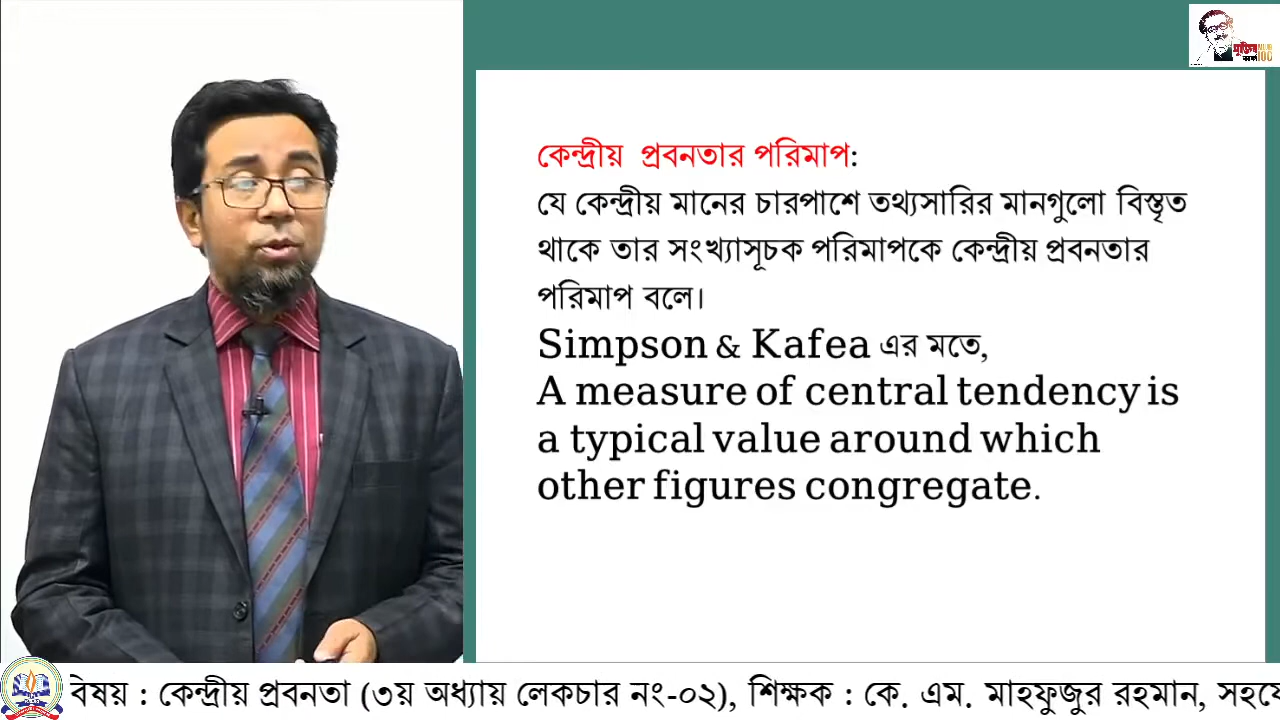 কেন্দ্রীয় প্রবনতার পরিমাপ:
যে কেন্দ্রীয় মানের চারপাশে তথ্যসারির মানগুলো বিস্তৃত
থাকে তার সংখ্যাসূচক পরিমাপকে কেন্দ্রীয় প্রবনতার
পরিমাপ বলে।
Simpson & Kafea এর মতে,
A measure of central tendency is
a typical value around which
other figures congregate.
বিষয় : কেন্দ্রীয় প্রবনতা (৩য় অধ্যায় লেকচার নং-০২), শিক্ষক : কে. এম. মাহফুজুর রহমান,